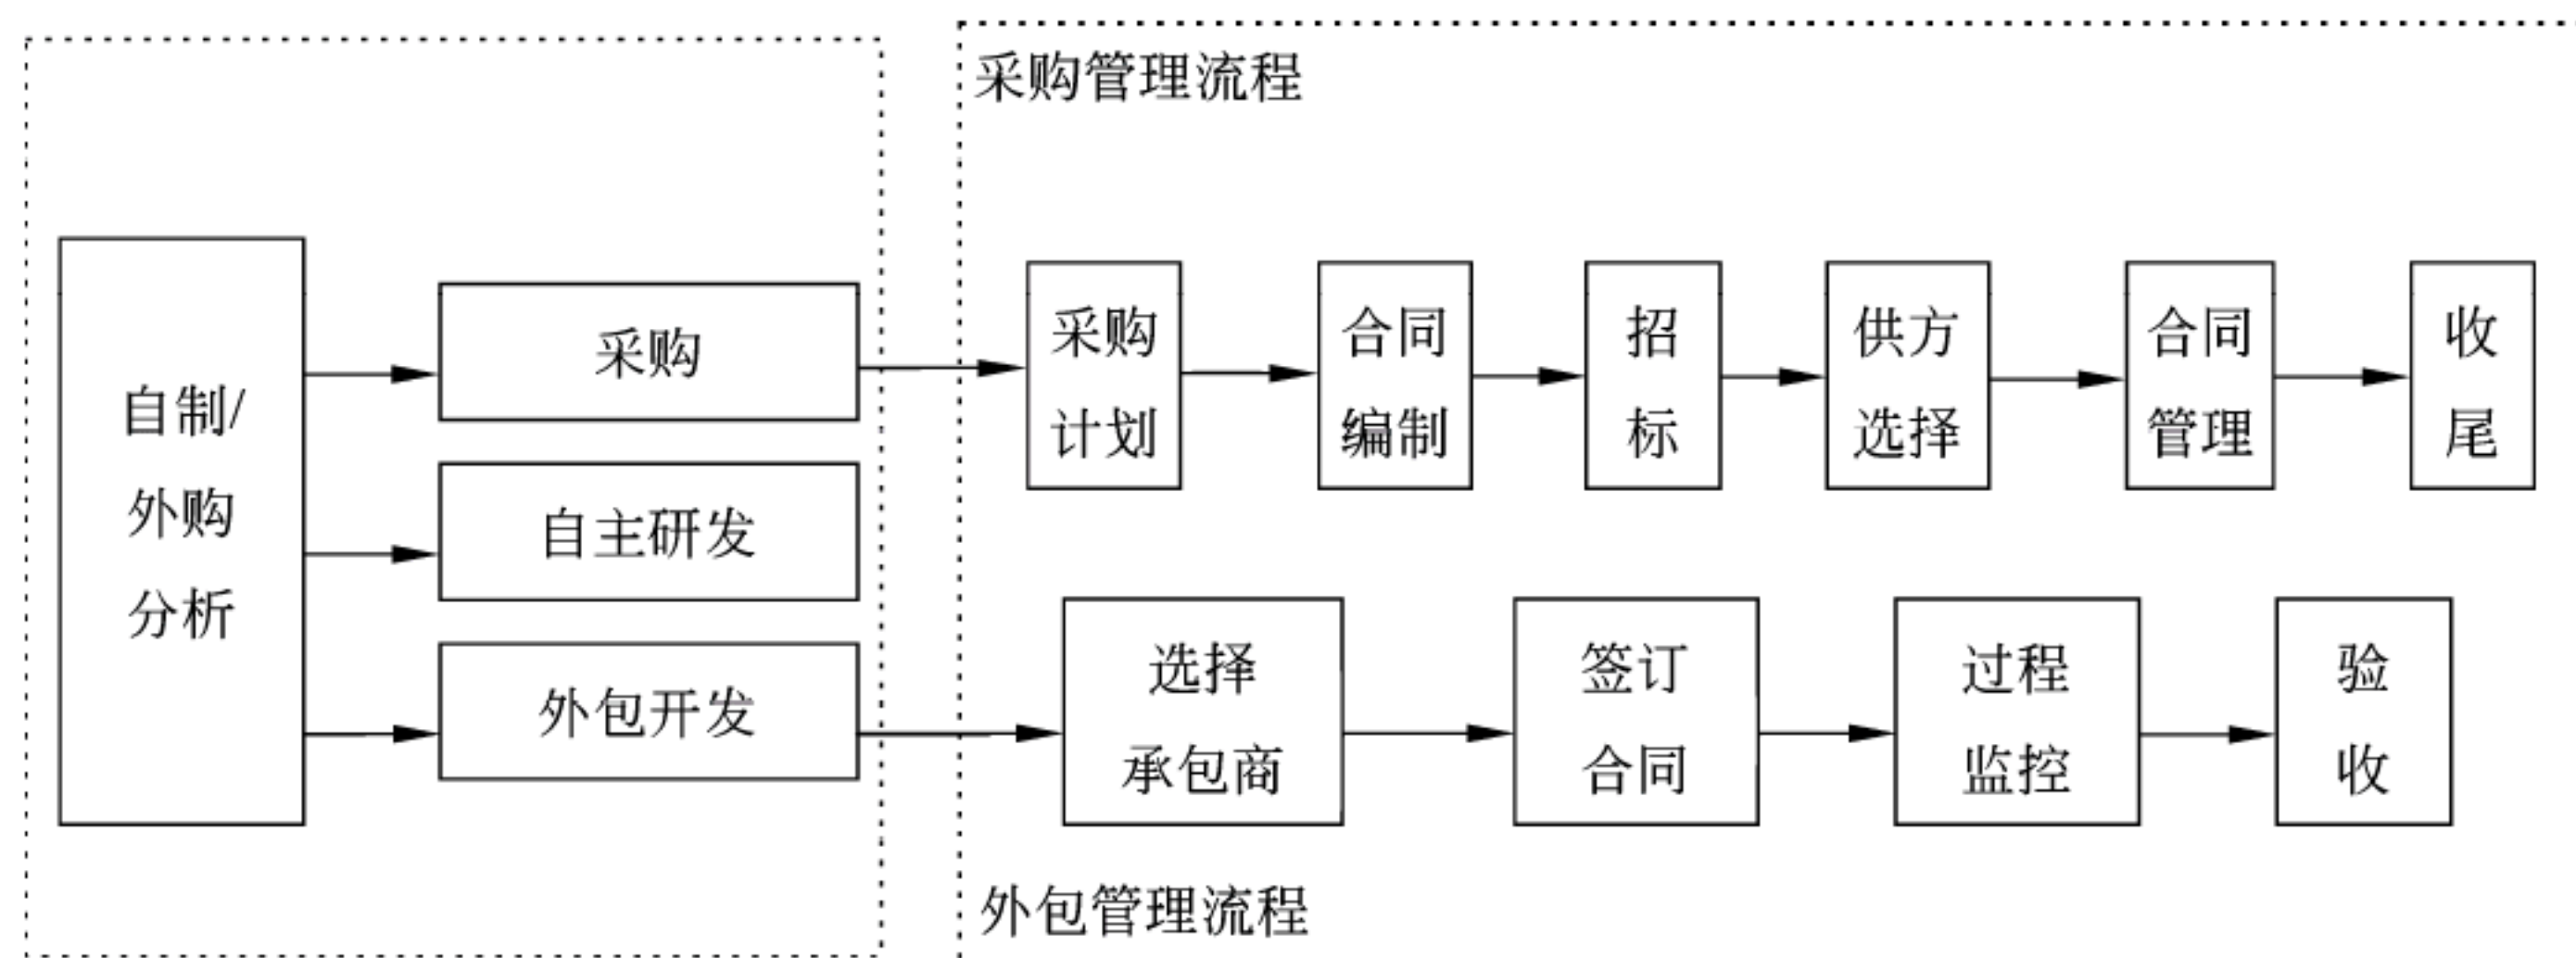 采购管理流程
自制/
外购
分析
采购
自主研发
外包开发
采购
计划
合同
编制
招
标
供方
选择
合同
管理
收
尾
选择
承包商
签订
合同
过程
监控
验
收
外包管理流程